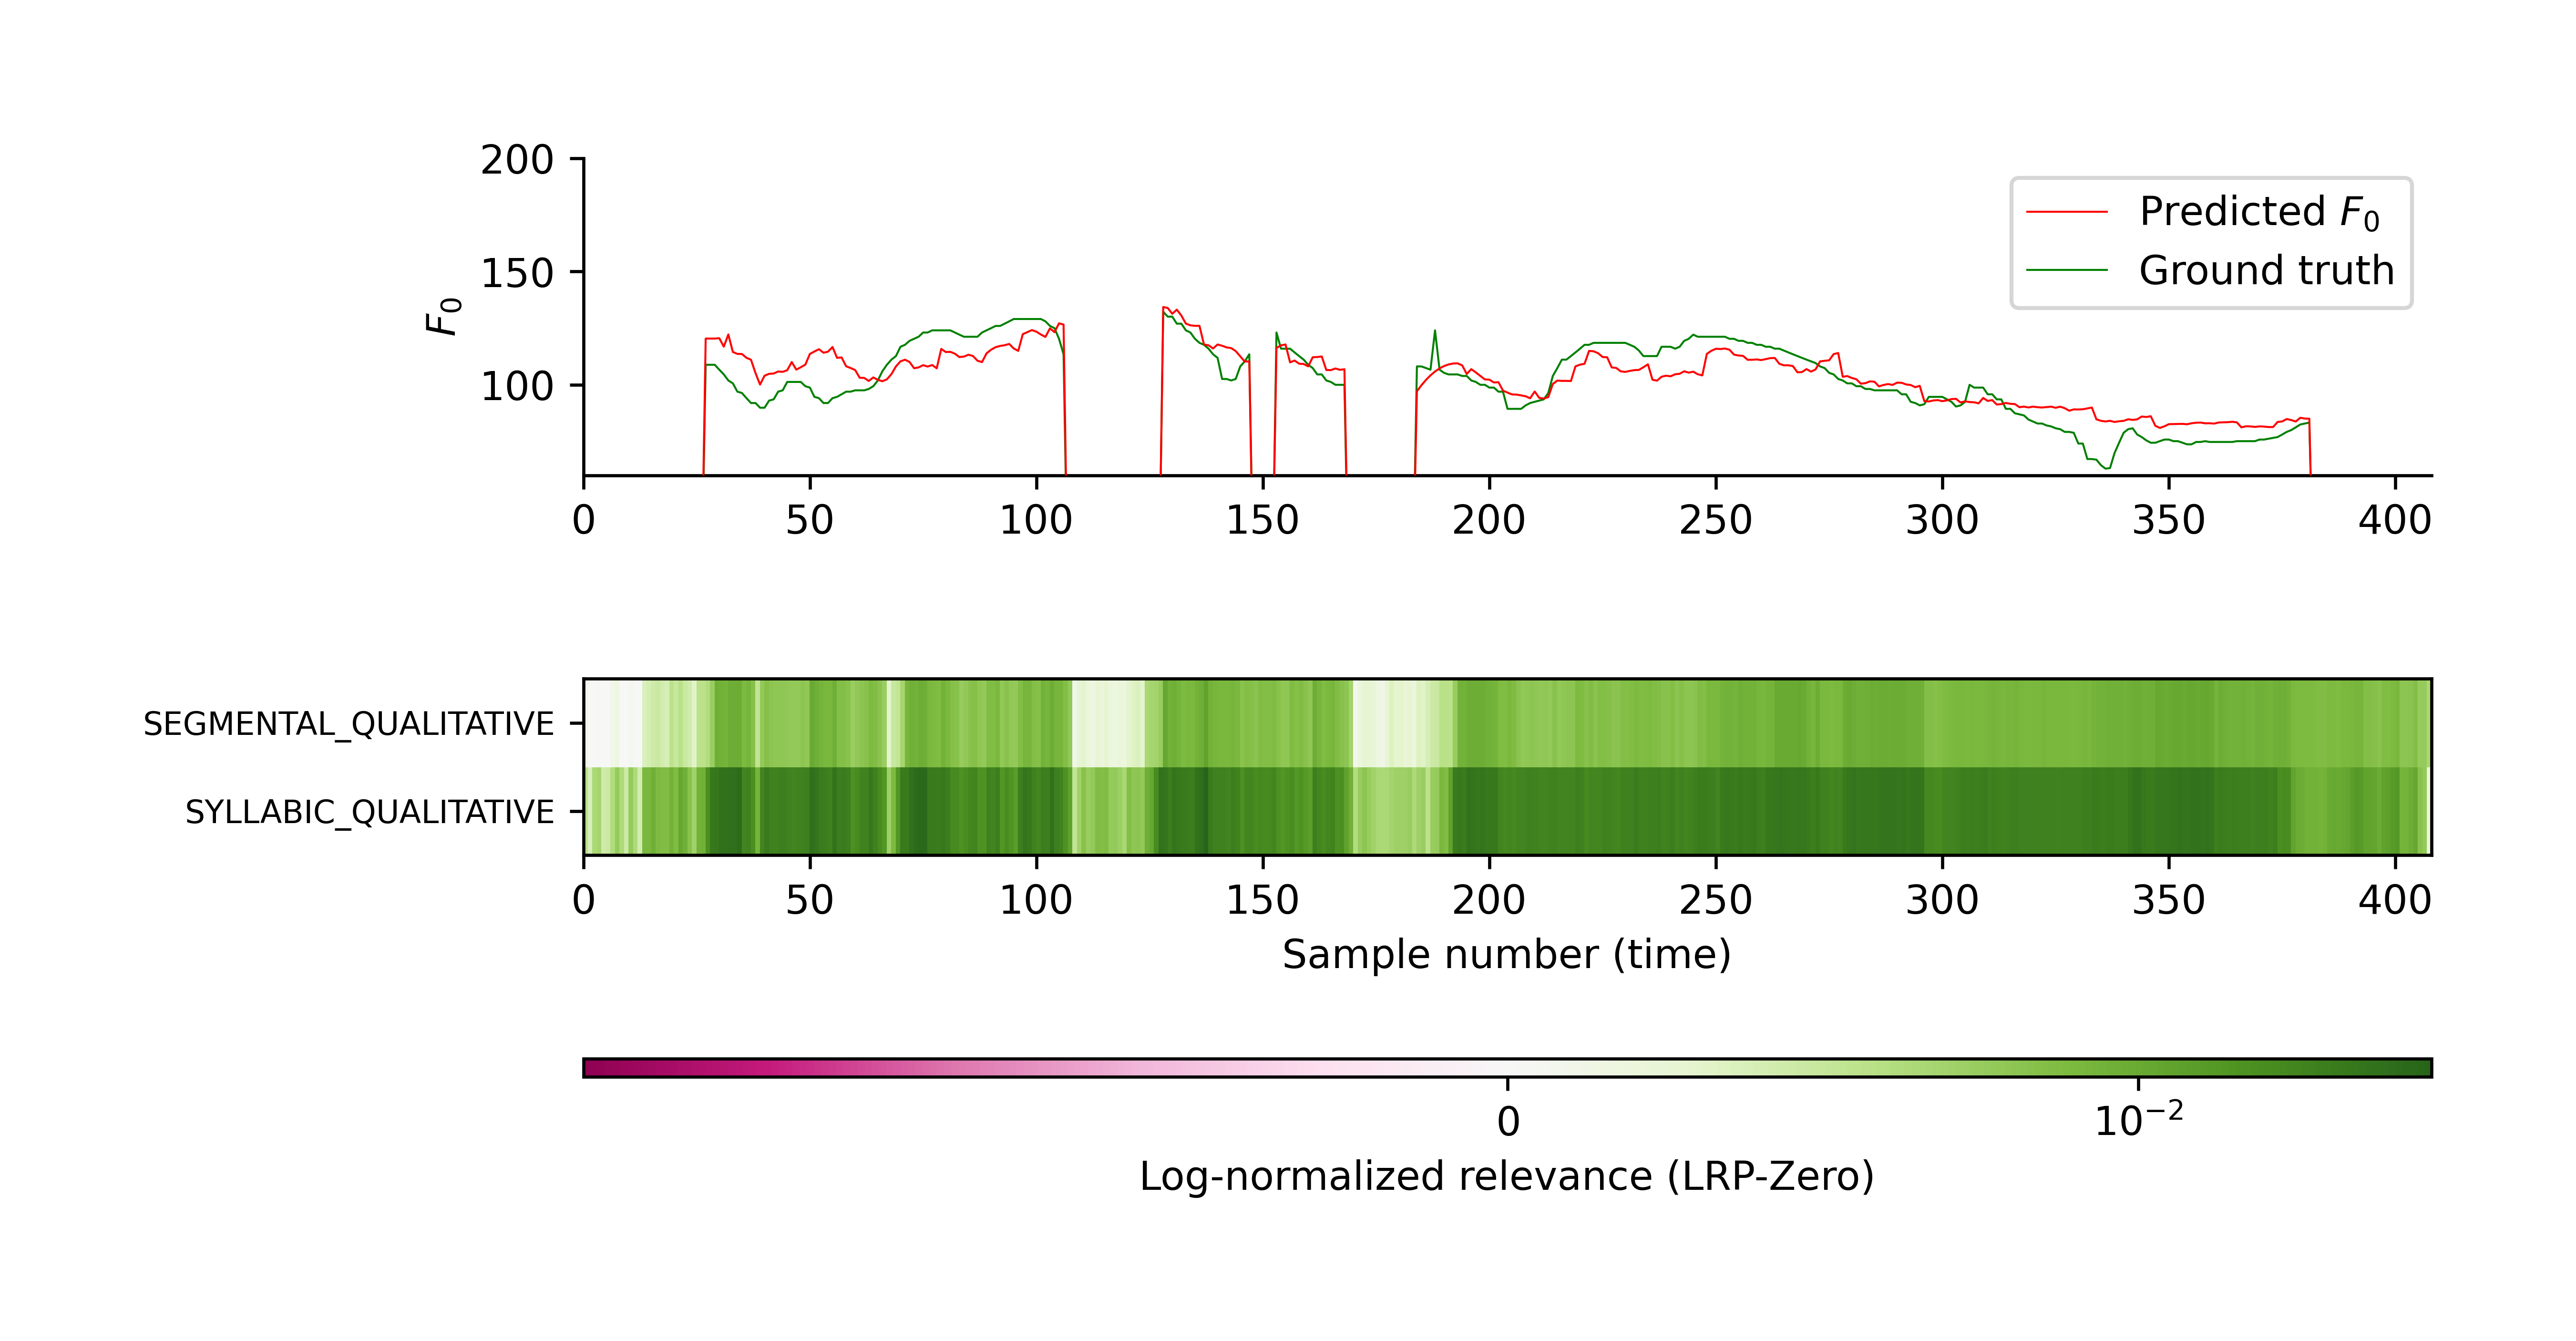 200
150
100
F₀
Predicted F₀
Ground truth
0 50 100 150 200 250 300 350 400
SEGMENTAL_QUALITATIVE
SYLLABIC_QUALITATIVE
0 50 100 150 200 250 300 350 400
Sample number (time)
0 10⁻²
Log-normalized relevance (LRP-Zero)